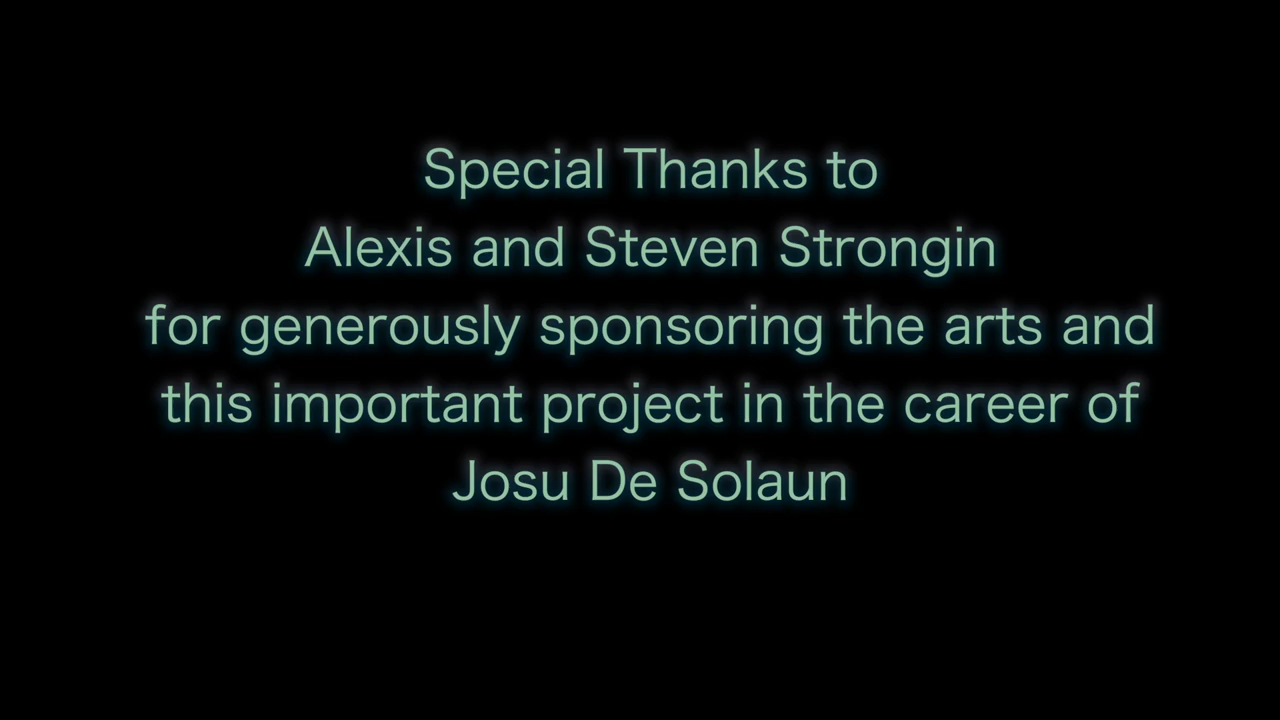 Special Thanks to
Alexis and Steven Strongin
for generously sponsoring the arts and
this important project in the career of
Josu De Solaun